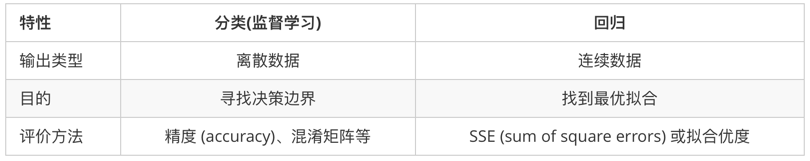 特性 分类(监督学习) 回归
输出类型 离散数据 连续数据
目的 寻找决策边界 找到最优拟合
评价方法 精度 (accuracy)、混淆矩阵等 SSE (sum of square errors) 或拟合优度